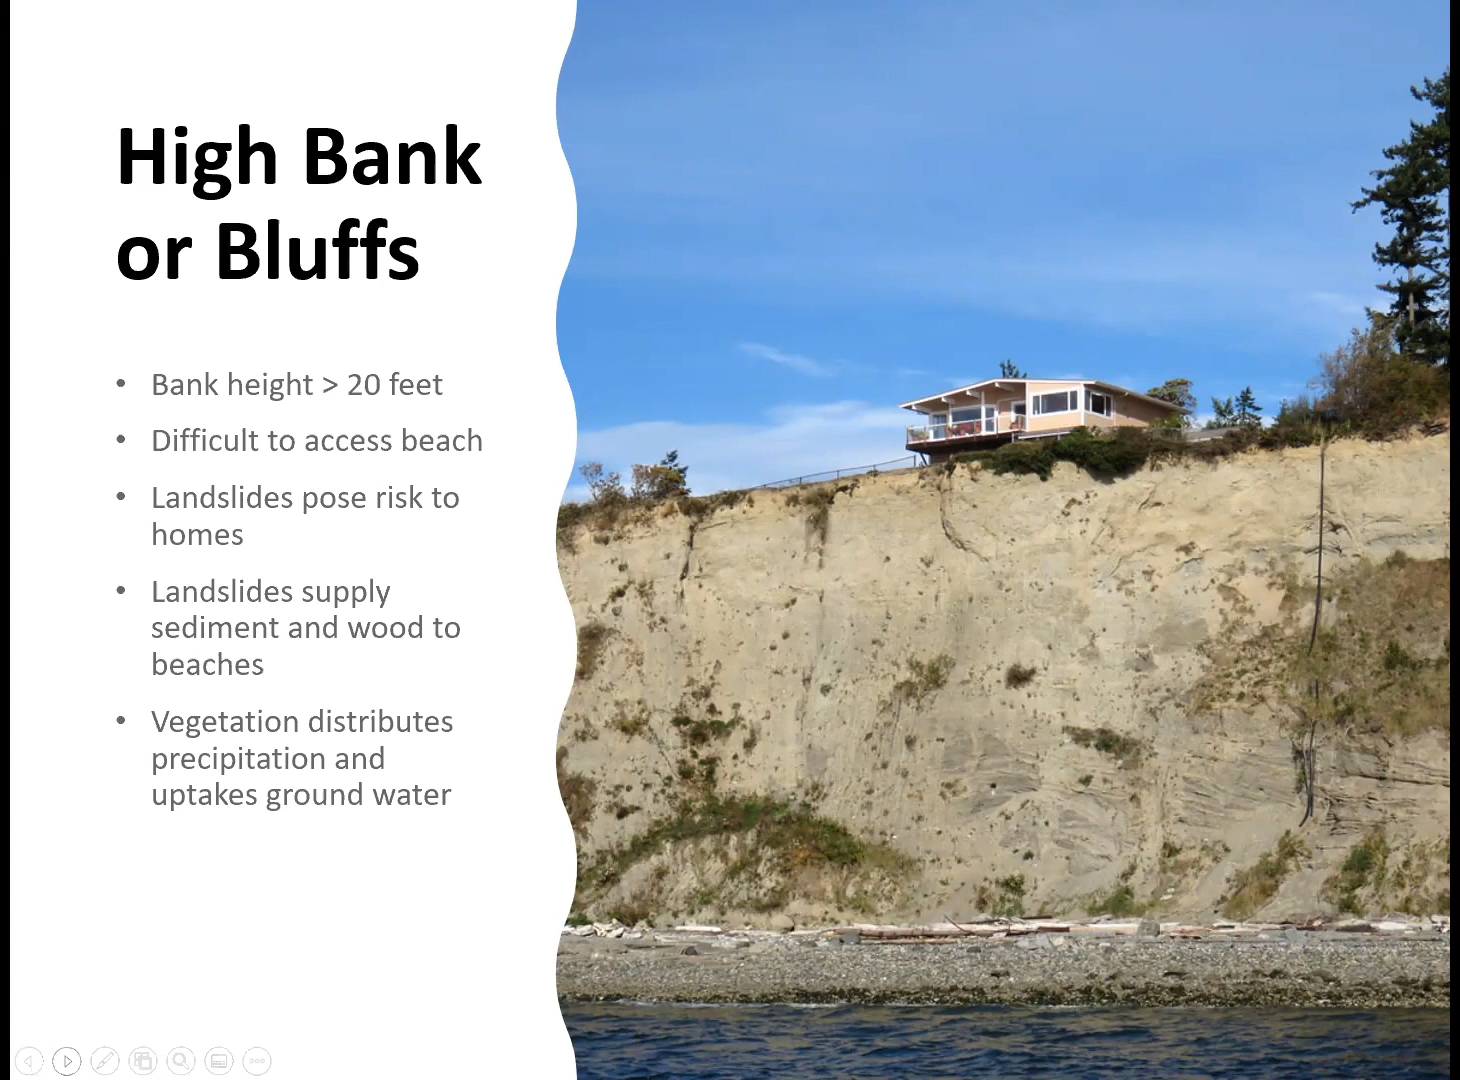 High Bank
or Bluffs
• Bank height > 20 feet
• Difficult to access beach
• Landslides pose risk to
homes
• Landslides supply
sediment and wood to
beaches
• Vegetation distributes
precipitation and
uptakes ground water